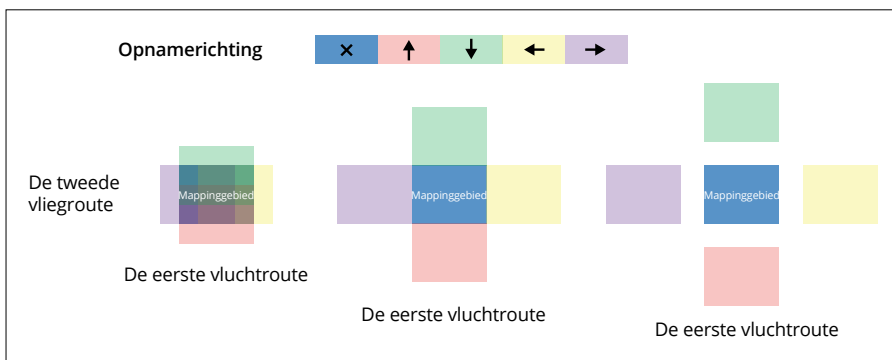 Opnamerichting
Mappinggebied
Mappinggebied
Mappinggebied
De tweede
vliegroute
De eerste vluchtroute
De eerste vluchtroute
De eerste vluchtroute